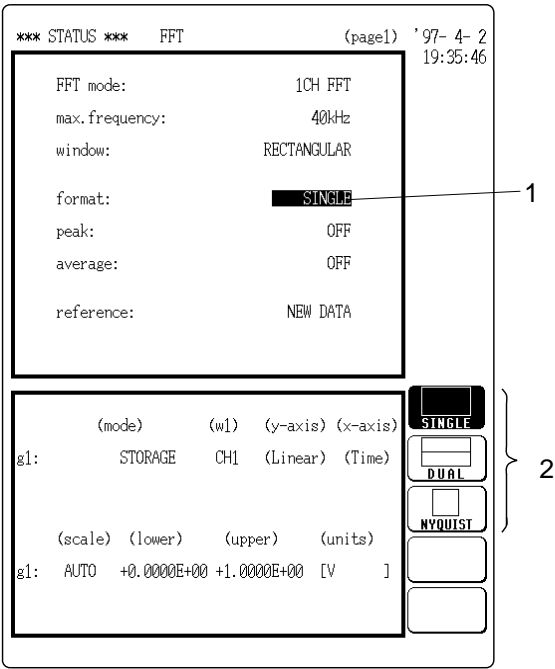 *** STATUS *** FFT (page1) '97- 4- 2
19:35:46
FFT mode: 1CH FFT
max.frequency: 40kHz
window: RECTANGULAR
format: SINGLE
1
peak: OFF
average: OFF
reference: NEW DATA
(mode) (w1) (y-axis) (x-axis)
g1: STORAGE CH1 (Linear) (Time)
(scale) (lower) (upper) (units)
g1: AUTO +0.0000E+00 +1.0000E+00 [V ]
SINGLE
DUAL
NYQUIST
2